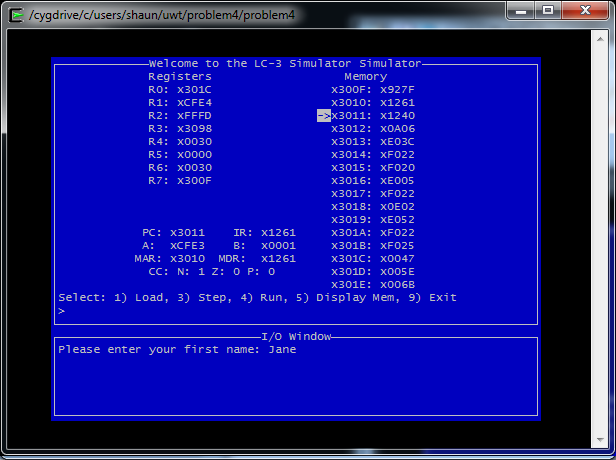 /cygdrive/c/users/shaun/uwt/problem4/problem4
Welcome to the LC-3 Simulator Simulator
Registers Memory
R0: x301C x300F: x927F
R1: xCFE4 x3010: x1261
R2: xFFFD ->x3011: x1240
R3: x3098 x3012: x0A06
R4: x0030 x3013: xE03C
R5: x0000 x3014: xF022
R6: x0030 x3015: xF020
R7: x300F x3016: xE005
x3017: xF022
x3018: x0E02
x3019: xE052
PC: x3011 IR: x1261 x301A: xF022
A: xCFE3 B: x0001 x301B: xF025
MAR: x3010 MDR: x1261 x301C: x0047
CC: N: 1 Z: 0 P: 0 x301D: x005E
x301E: x006B
Select: 1) Load, 3) Step, 4) Run, 5) Display Mem, 9) Exit
>
I/O Window
Please enter your first name: Jane